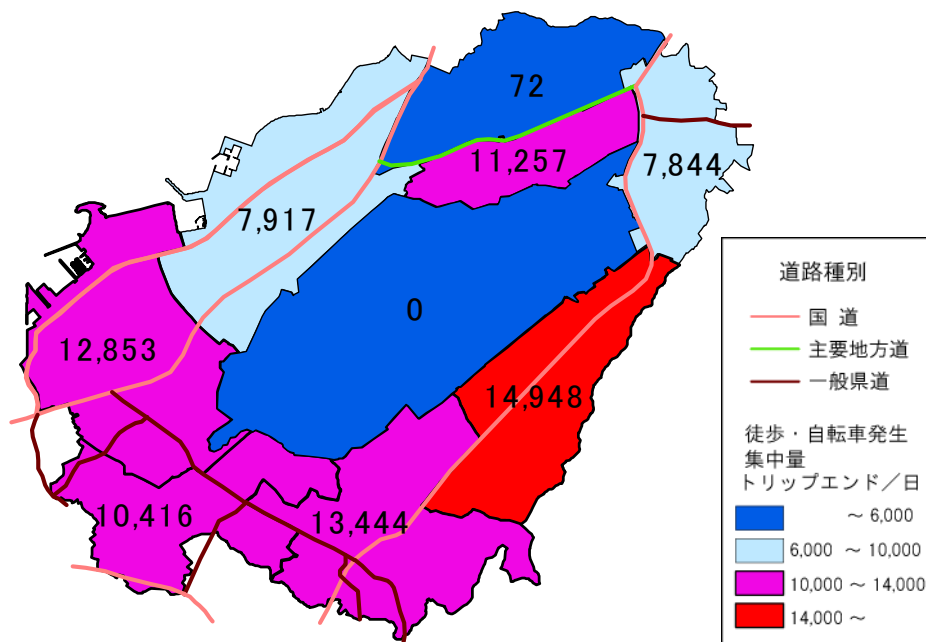 72
11,257
7,844
7,917
0
12,853
14,948
10,416
13,444
道路種別
国 道
主要地方道
一般県道
徒歩・自転車発生
集中量
トリップエンド/日
~ 6,000
6,000 ~ 10,000
10,000 ~ 14,000
14,000 ~